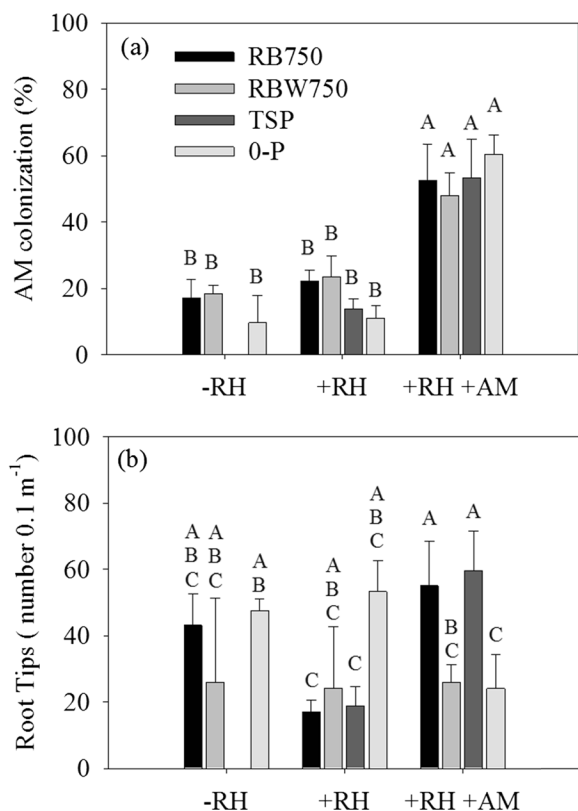 (a)
RB750
RBW750
TSP
0-P
AM colonization (%)
100
80
60
40
20
0
B B B
B B B B
A A A A
-RH +RH +RH +AM
(b)
Root Tips ( number 0.1 m⁻¹)
100
80
60
40
20
0
A B C
A B C
A B
C
A B C
C
A B C
A
B C
A
C
-RH +RH +RH +AM